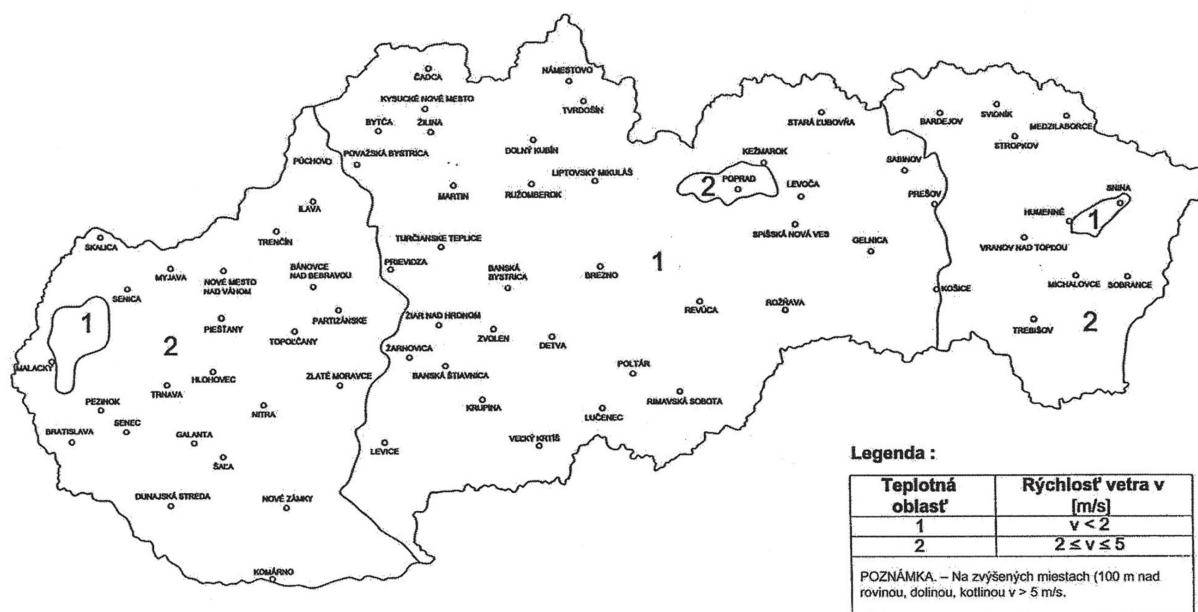 ČADCA
NÁMESTOVO
KYSUCKÉ NOVÉ MESTO
TVRDOŠÍN
BYTČA
ŽILINA
STARÁ ĽUBOVŇA
BARDEJOV
SVIDNÍK
MEDZILABORCE
STROPKOV
DOLNÝ KUBÍN
PÚCHOVO
POVAŽSKÁ BYSTRICA
KEŽMAROK
SABINOV
LIPTOVSKÝ MIKULÁŠ
POPRAD
2
MARTIN
RUŽOMBEROK
LEVOČA
PREŠOV
SNINA
ILAVA
HUMENNÉ
1
SKALICA
TRENČÍN
TURČIANSKE TEPLICE
SPIŠSKÁ NOVÁ VES
VRANOV NAD TOPĽOU
GELNICA
MYJAVA
NOVÉ MESTO
NAD VÁHOM
BÁNOVCE
NAD BEBRAVOU
PRIEVIDZA
BANSKÁ
BYSTRICA
BREZNO
1
MICHALOVCE
SOBRANCE
SENICA
KOŠICE
1
PIEŠŤANY
PARTIZÁNSKE
ŽIAR NAD HRONOM
REVÚCA
ROŽŇAVA
TREBIŠOV
2
2
TOPOĽČANY
ZVOLEN
DETVA
MALACKY
ŽARNOVICA
BANSKÁ ŠTIAVNICA
POLTÁR
HLOHOVEC
TRNAVA
ZLATÉ MORAVCE
RIMAVSKÁ SOBOTA
PEZINOK
NITRA
KRUPINA
LUČENEC
SENEC
BRATISLAVA
GALANTA
LEVICE
VEĽKÝ KRTÍŠ
ŠAĽA
DUNAJSKÁ STREDA
NOVÉ ZÁMKY
KOMÁRNO
Legenda :
Teplotná oblasť
Rýchlosť vetra v [m/s]
1 v < 2
2 2 ≤ v ≤ 5
POZNÁMKA. – Na zvýšených miestach (100 m nad
rovinou, dolinou, kotlinou v > 5 m/s.